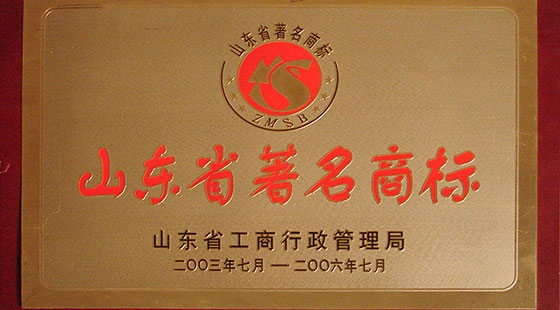 山东省著名商标
ZMSB
山东省著名商标
山东省工商行政管理局
二〇〇三年七月 — 二〇〇六年七月